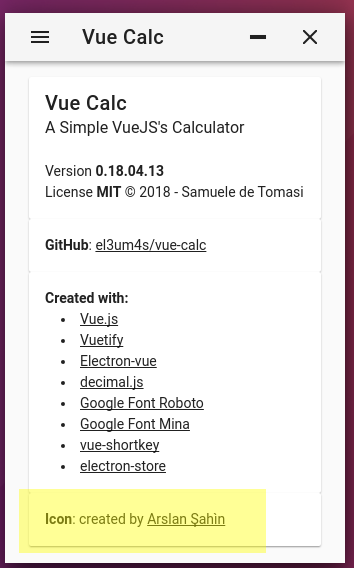 Vue Calc
Vue Calc
A Simple VueJS's Calculator
Version 0.18.04.13
License MIT © 2018 - Samuele de Tomasi
GitHub: el3um4s/vue-calc
Created with:
• Vue.js
• Vuetify
• Electron-vue
• decimal.js
• Google Font Roboto
• Google Font Mina
• vue-shortkey
• electron-store
Icon: created by Arslan Şahin